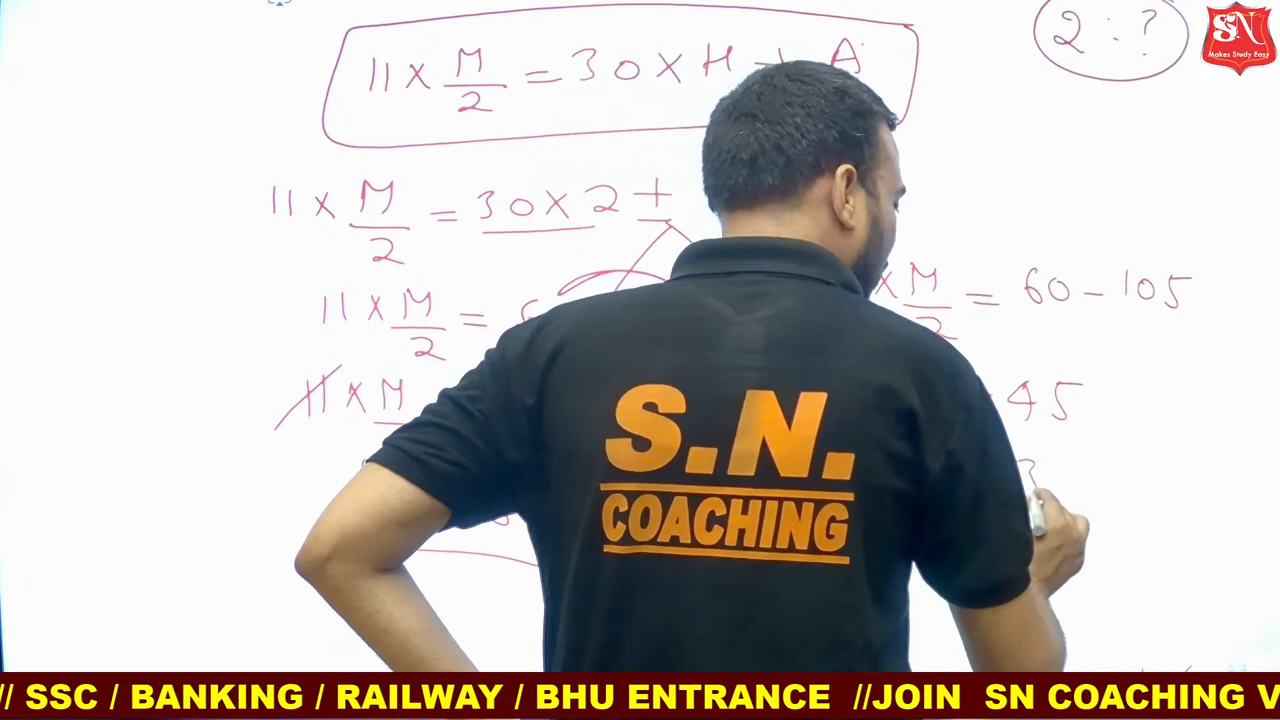 11 × M/2 = 30 × H + A
2 : ?
SN
Makes Study Easy
11 × M/2 = 30 × 2 +
11 × M/2 =
× M/2 = 60 - 105
11 × M
45
S.N.
COACHING
// SSC / BANKING / RAILWAY / BHU ENTRANCE //JOIN SN COACHING V